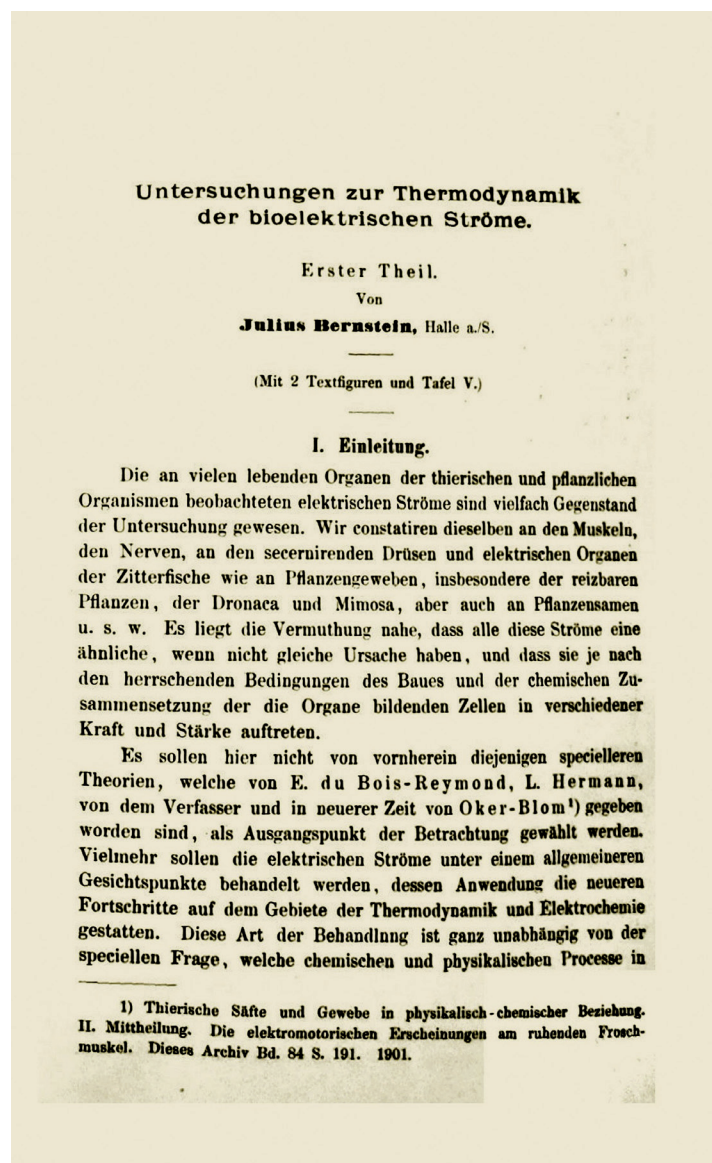 Untersuchungen zur Thermodynamik
der bioelektrischen Ströme.
Erster Theil.
Von
Julius Bernstein, Halle a./S.
(Mit 2 Textfiguren und Tafel V.)
I. Einleitung.
Die an vielen lebenden Organen der thierischen und pflanzlichen
Organismen beobachteten elektrischen Ströme sind vielfach Gegenstand
der Untersuchung gewesen. Wir constatiren dieselben an den Muskeln,
den Nerven, an den secernirenden Drüsen und elektrischen Organen
der Zitterfische wie an Pflanzengeweben, insbesondere der reizbaren
Pflanzen, der Dronaca und Mimosa, aber auch an Pflanzensamen
u. s. w. Es liegt die Vermuthung nahe, dass alle diese Ströme eine
ähnliche, wenn nicht gleiche Ursache haben, und dass sie je nach
den herrschenden Bedingungen des Baues und der chemischen Zu-
sammensetzung der die Organe bildenden Zellen in verschiedener
Kraft und Stärke auftreten.
Es sollen hier nicht von vornherein diejenigen specielleren
Theorien, welche von E. du Bois-Reymond, L. Hermann,
von dem Verfasser und in neuerer Zeit von Oker-Blom¹) gegeben
worden sind, als Ausgangspunkt der Betrachtung gewählt werden.
Vielmehr sollen die elektrischen Ströme unter einem allgemeineren
Gesichtspunkte behandelt werden, dessen Anwendung die neueren
Fortschritte auf dem Gebiete der Thermodynamik und Elektrochemie
gestatten. Diese Art der Behandlnng ist ganz unabhängig von der
speciellen Frage, welche chemischen und physikalischen Processe in
1) Thierische Säfte und Gewebe in physikalisch-chemischer Beziehung.
II. Mittheilung. Die elektromotorischen Erscheinungen am ruhenden Frosch-
muskel. Dieses Archiv Bd. 84 S. 191. 1901.